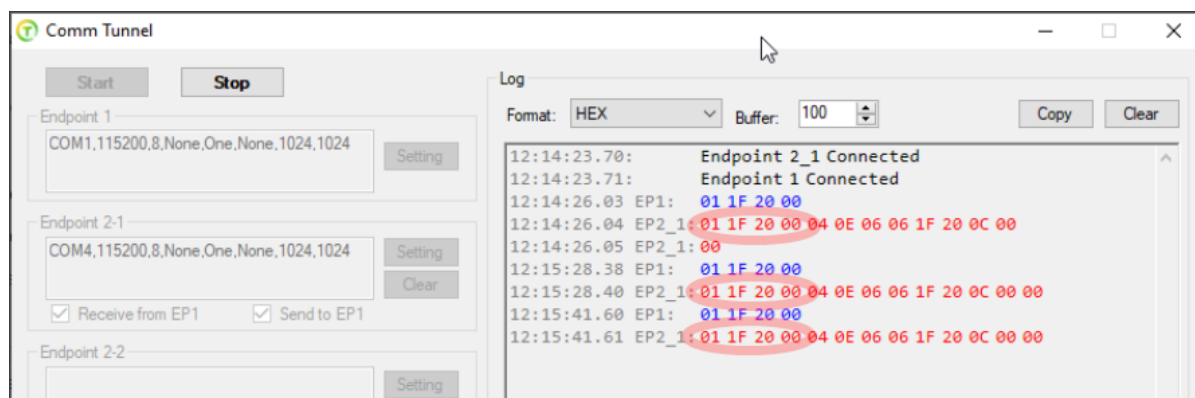 Comm Tunnel
Start
Stop
Endpoint 1
COM1,115200,8,None,One,None,1024,1024
Setting
Endpoint 2-1
COM4,115200,8,None,One,None,1024,1024
Setting
Clear
Receive from EP1
Send to EP1
Endpoint 2-2
Setting
Log
Format:
HEX
Buffer:
100
Copy
Clear
12:14:23.70: Endpoint 2_1 Connected
12:14:23.71: Endpoint 1 Connected
12:14:26.03 EP1: 01 1F 20 00
12:14:26.04 EP2_1: 01 1F 20 00 04 0E 06 06 1F 20 0C 00
12:14:26.05 EP2_1: 00
12:15:28.38 EP1: 01 1F 20 00
12:15:28.40 EP2_1: 01 1F 20 00 04 0E 06 06 1F 20 0C 00 00
12:15:41.60 EP1: 01 1F 20 00
12:15:41.61 EP2_1: 01 1F 20 00 04 0E 06 06 1F 20 0C 00 00